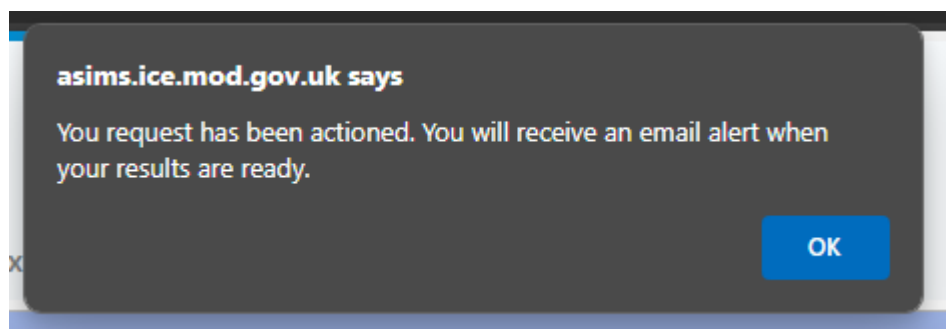 asims.ice.mod.gov.uk says
You request has been actioned. You will receive an email alert when
your results are ready.
OK
x